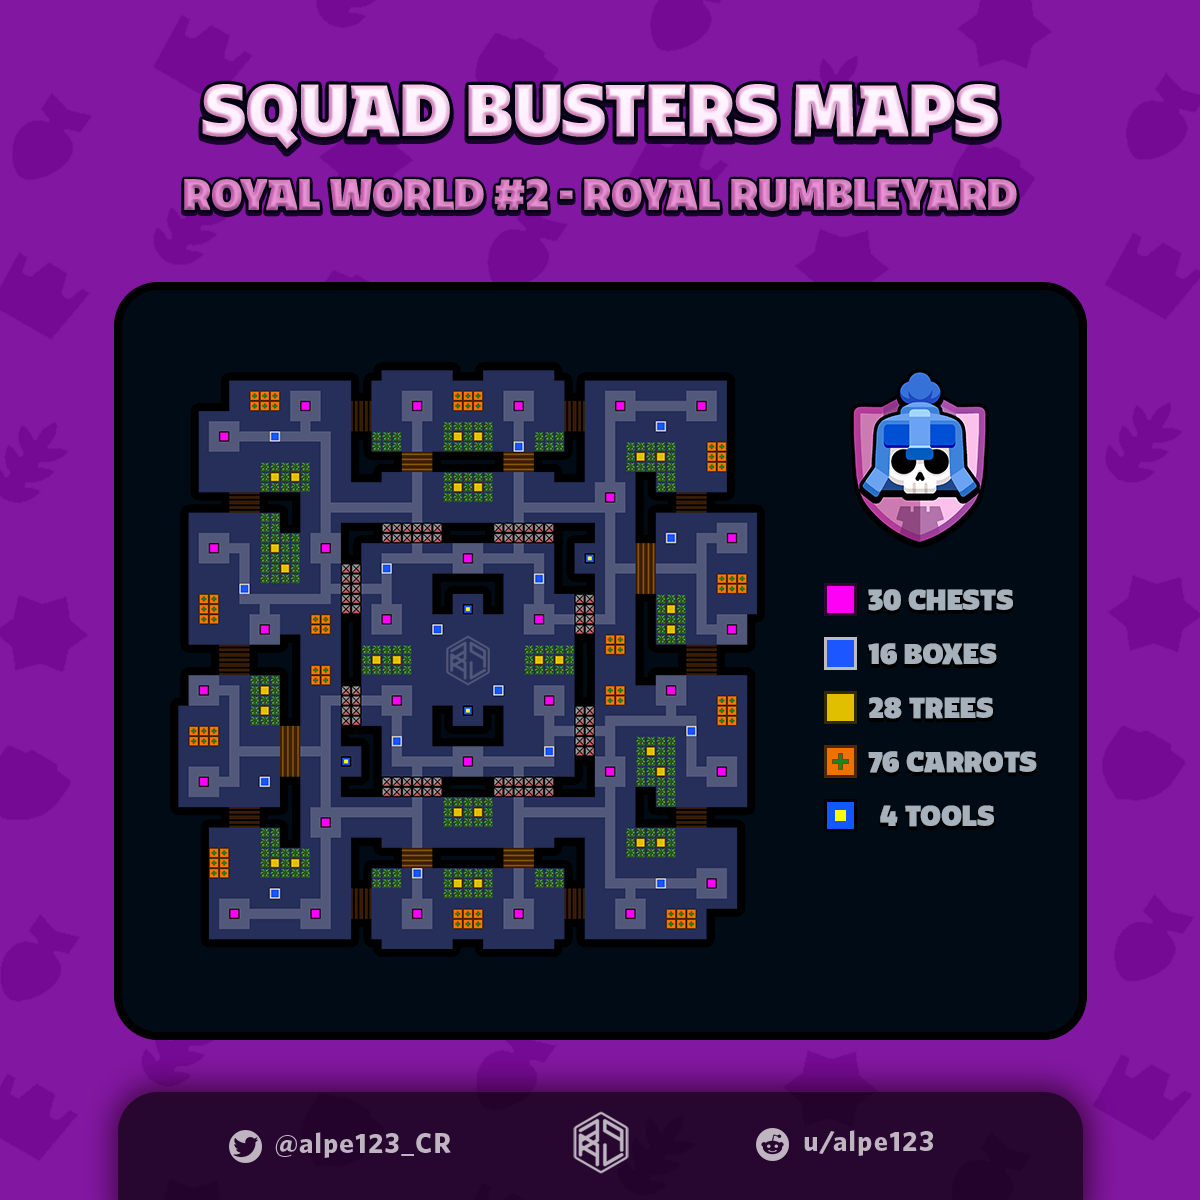 SQUAD BUSTERS MAPS
ROYAL WORLD #2 - ROYAL RUMBLEYARD
30 CHESTS
16 BOXES
28 TREES
76 CARROTS
4 TOOLS
@alpe123_CR
u/alpe123